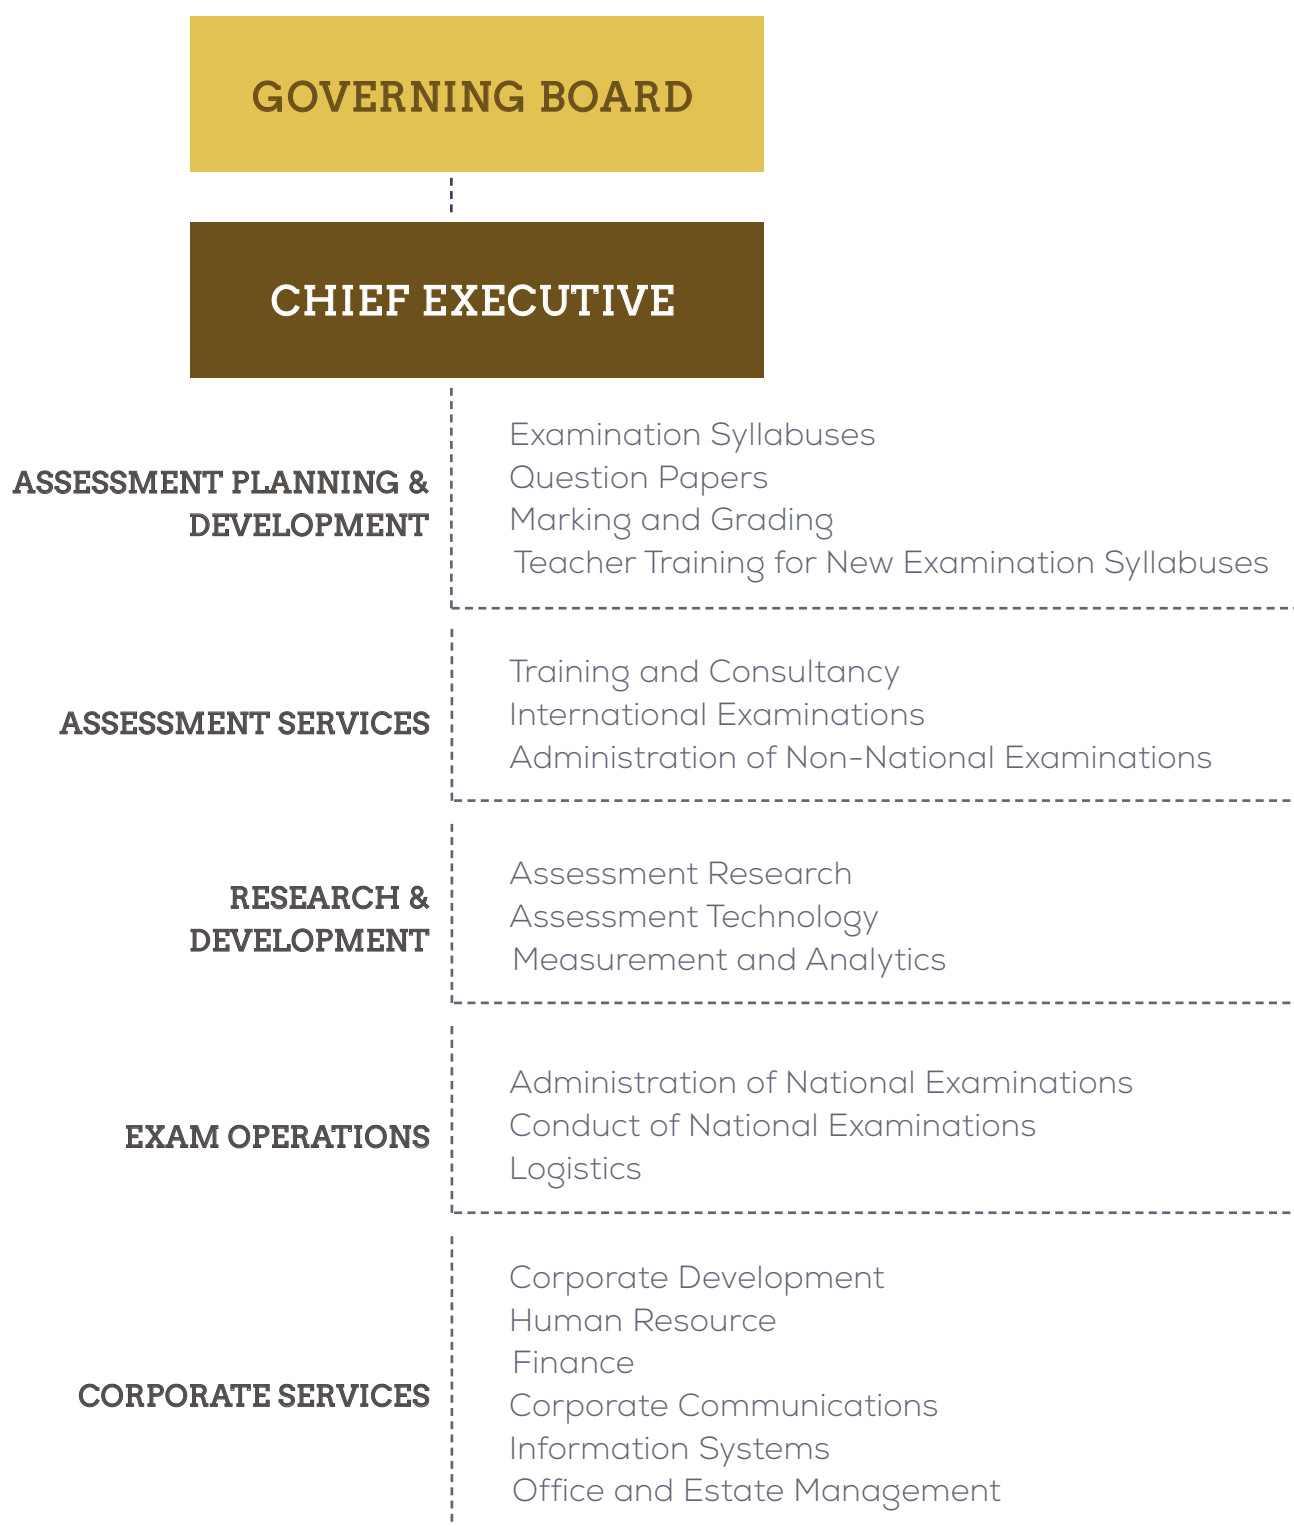 GOVERNING BOARD
CHIEF EXECUTIVE
ASSESSMENT PLANNING &
DEVELOPMENT
Examination Syllabuses
Question Papers
Marking and Grading
Teacher Training for New Examination Syllabuses
ASSESSMENT SERVICES
Training and Consultancy
International Examinations
Administration of Non-National Examinations
RESEARCH &
DEVELOPMENT
Assessment Research
Assessment Technology
Measurement and Analytics
EXAM OPERATIONS
Administration of National Examinations
Conduct of National Examinations
Logistics
CORPORATE SERVICES
Corporate Development
Human Resource
Finance
Corporate Communications
Information Systems
Office and Estate Management